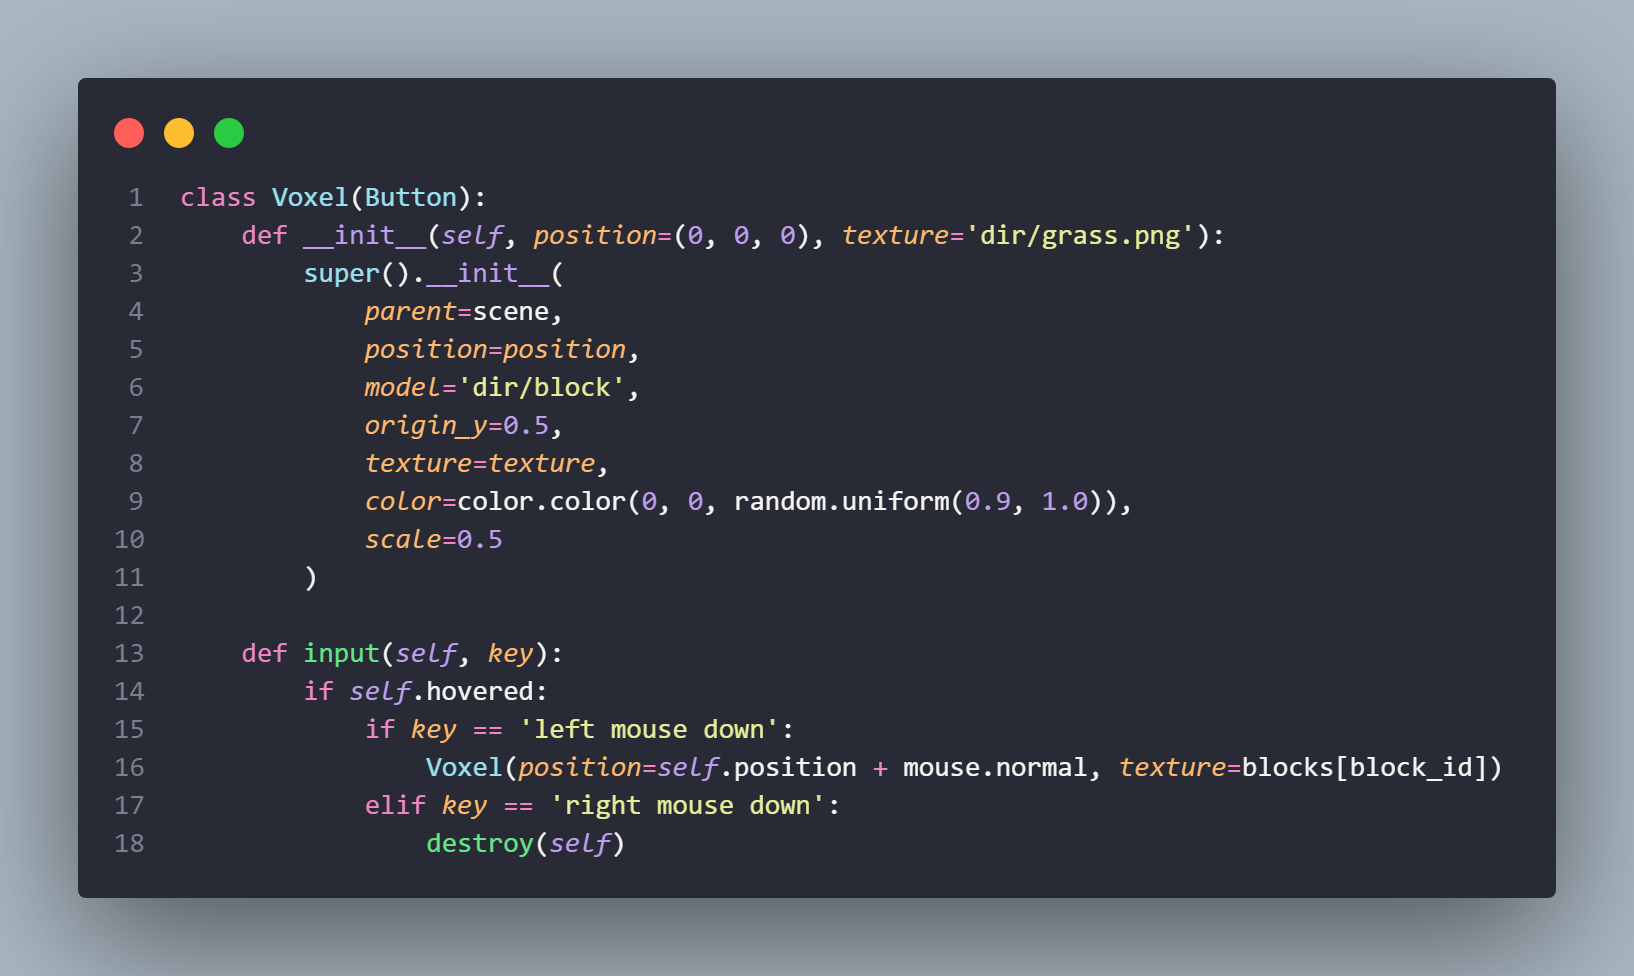 1 class Voxel(Button):
2     def __init__(self, position=(0, 0, 0), texture='dir/grass.png'):
3         super().__init__(
4             parent=scene,
5             position=position,
6             model='dir/block',
7             origin_y=0.5,
8             texture=texture,
9             color=color.color(0, 0, random.uniform(0.9, 1.0)),
10             scale=0.5
11         )
12
13     def input(self, key):
14         if self.hovered:
15             if key == 'left mouse down':
16                 Voxel(position=self.position + mouse.normal, texture=blocks[block_id])
17             elif key == 'right mouse down':
18                 destroy(self)